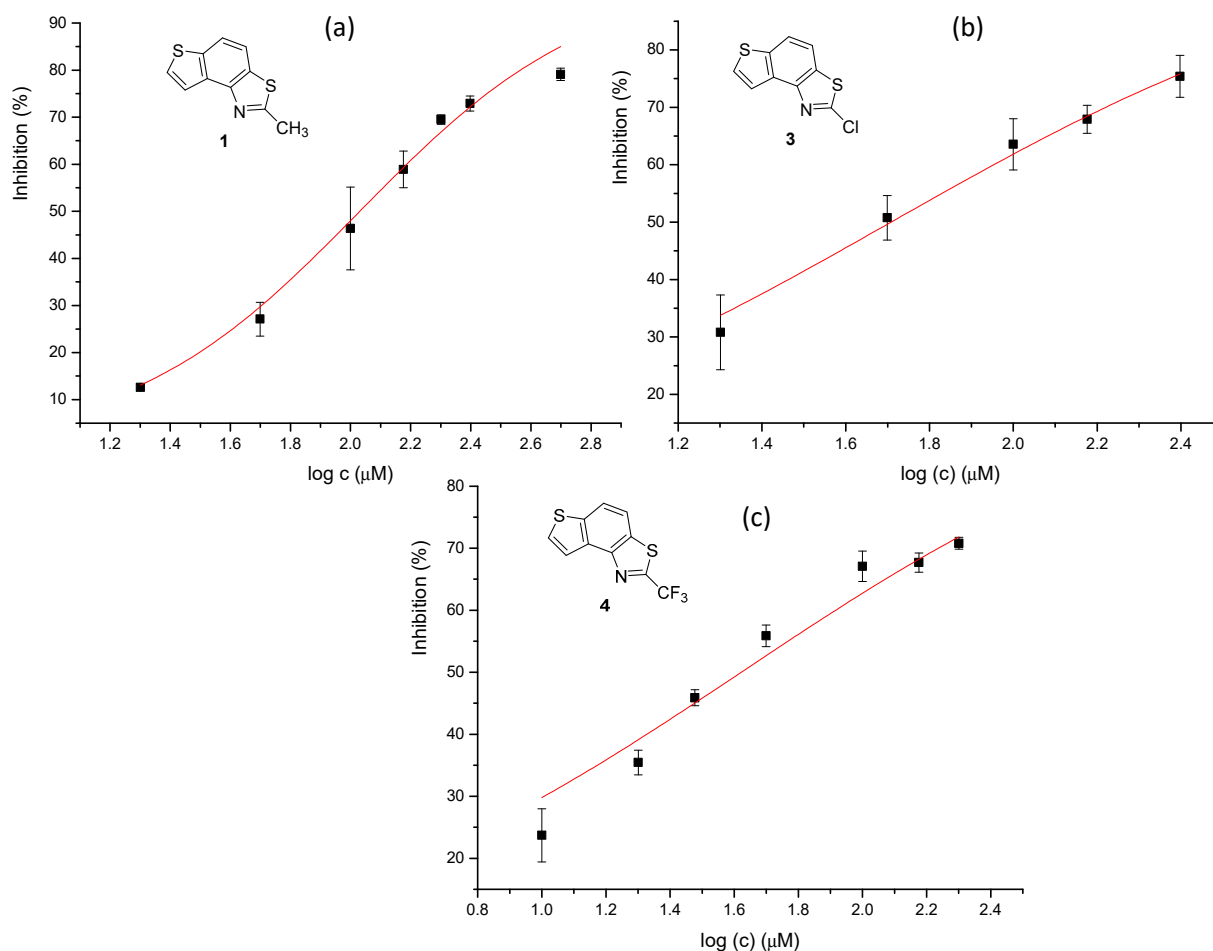 (a)
Inhibition (%)
90
80
70
60
50
40
30
20
10
S
S
N
CH₃
1
1.2 1.4 1.6 1.8 2.0 2.2 2.4 2.6 2.8
log c (μM)
(b)
Inhibition (%)
80
70
60
50
40
30
20
S
S
N
Cl
3
1.2 1.4 1.6 1.8 2.0 2.2 2.4
log (c) (μM)
(c)
Inhibition (%)
80
70
60
50
40
30
20
S
S
N
CF₃
4
0.8 1.0 1.2 1.4 1.6 1.8 2.0 2.2 2.4
log (c) (μM)